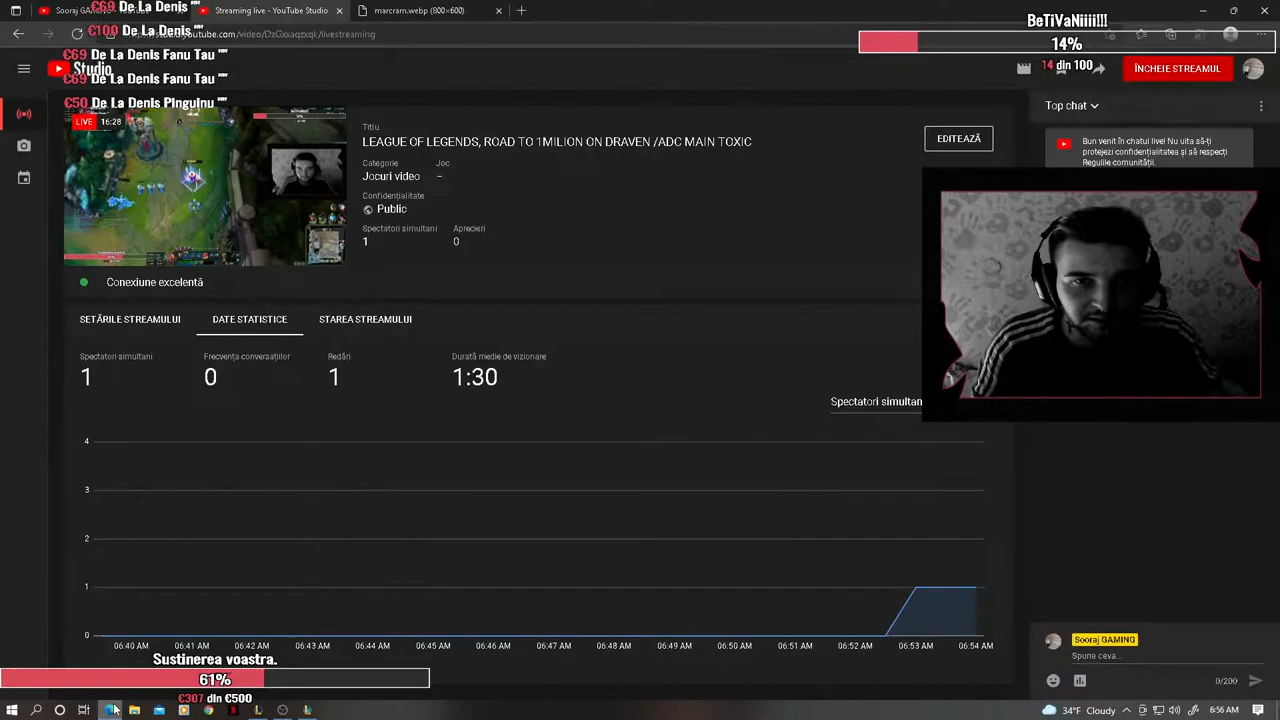 €69 De La Denis ""
Sooraj GAMING - YouTube
Streaming live - YouTube Studio
marcram.webp (800×600)
€100 De La Denis ""
€69 De La Denis Fanu Tau ""
€69 De La Denis Fanu Tau ""
€50 De La Denis Pinguinu ""
BeTiVaNiiii!!!
14%
14 din 100
Studio
ÎNCHEIE STREAMUL
LIVE 16:28
Titlu
LEAGUE OF LEGENDS, ROAD TO 1MILION ON DRAVEN /ADC MAIN TOXIC
EDITEAZĂ
Categorie Joc
Jocuri video –
Confidențialitate
Public
Spectatori simultani Aprecieri
1 0
Top chat
Bun venit în chatul live! Nu uita să-ți
protejezi confidențialitatea și să respecți
Regulile comunității.
Conexiune excelentă
SETĂRILE STREAMULUI DATE STATISTICE STAREA STREAMULUI
Spectatori simultani Frecvența conversațiilor Redări Durată medie de vizionare
1 0 1 1:30
4
3
2
1
0
06:40 AM 06:41 AM 06:42 AM 06:43 AM 06:44 AM 06:45 AM 06:46 AM 06:47 AM 06:48 AM 06:49 AM 06:50 AM 06:51 AM 06:52 AM 06:53 AM 06:54 AM
Sustinerea voastra.
61%
€307 din €500
Sooraj GAMING
Spune ceva...
0/200
34°F Cloudy
6:56 AM